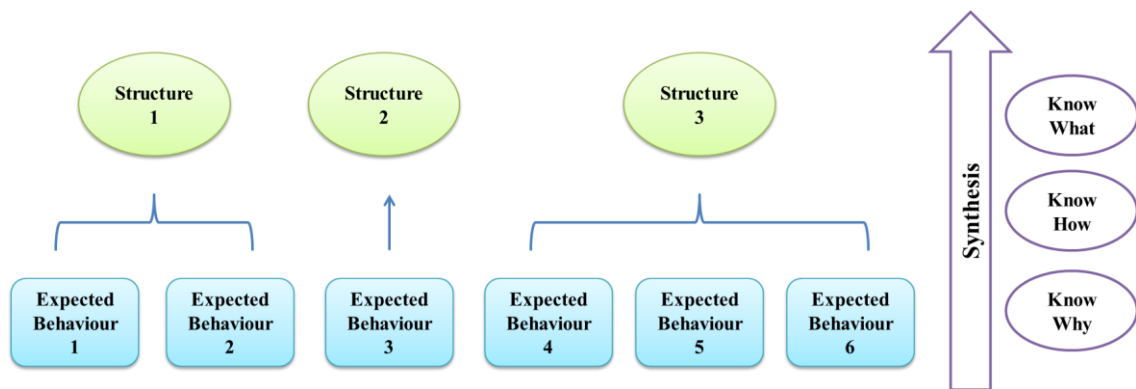 Structure
1
Structure
2
Structure
3
Expected
Behaviour
1
Expected
Behaviour
2
Expected
Behaviour
3
Expected
Behaviour
4
Expected
Behaviour
5
Expected
Behaviour
6
Synthesis
Know
What
Know
How
Know
Why